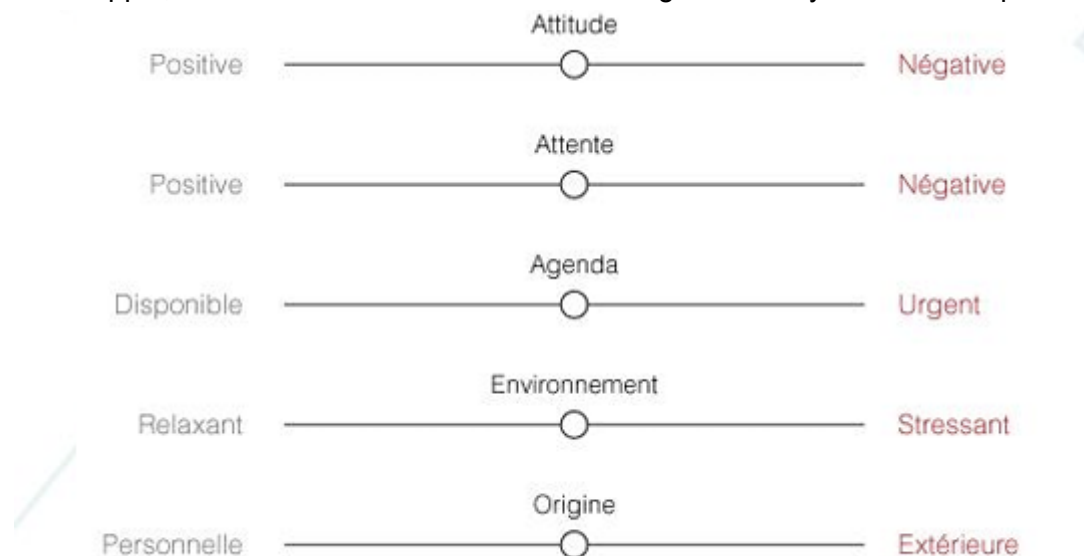 Attitude
Positive Négative
Attente
Positive Négative
Agenda
Disponible Urgent
Environnement
Relaxant Stressant
Origine
Personnelle Extérieure